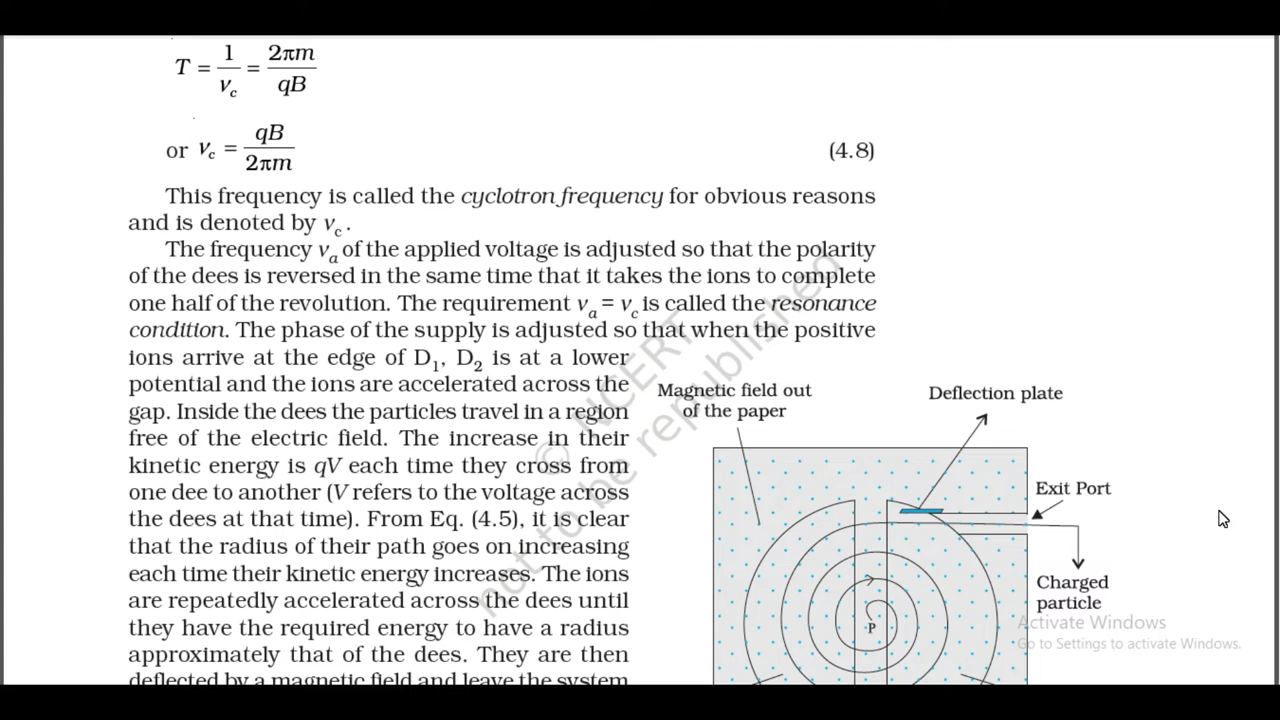 T = 1/ν_c = 2πm/qB
or ν_c = qB/2πm (4.8)
This frequency is called the cyclotron frequency for obvious reasons
and is denoted by ν_c .
The frequency ν_a of the applied voltage is adjusted so that the polarity
of the dees is reversed in the same time that it takes the ions to complete
one half of the revolution. The requirement ν_a = ν_c is called the resonance
condition. The phase of the supply is adjusted so that when the positive
ions arrive at the edge of D₁, D₂ is at a lower
potential and the ions are accelerated across the
gap. Inside the dees the particles travel in a region
free of the electric field. The increase in their
kinetic energy is qV each time they cross from
one dee to another (V refers to the voltage across
the dees at that time). From Eq. (4.5), it is clear
that the radius of their path goes on increasing
each time their kinetic energy increases. The ions
are repeatedly accelerated across the dees until
they have the required energy to have a radius
approximately that of the dees. They are then
deflected by a magnetic field and leave the system
Magnetic field out
of the paper
Deflection plate
Exit Port
Charged
particle
P
© NCERT
not to be republished
Activate Windows
Go to Settings to activate Windows.